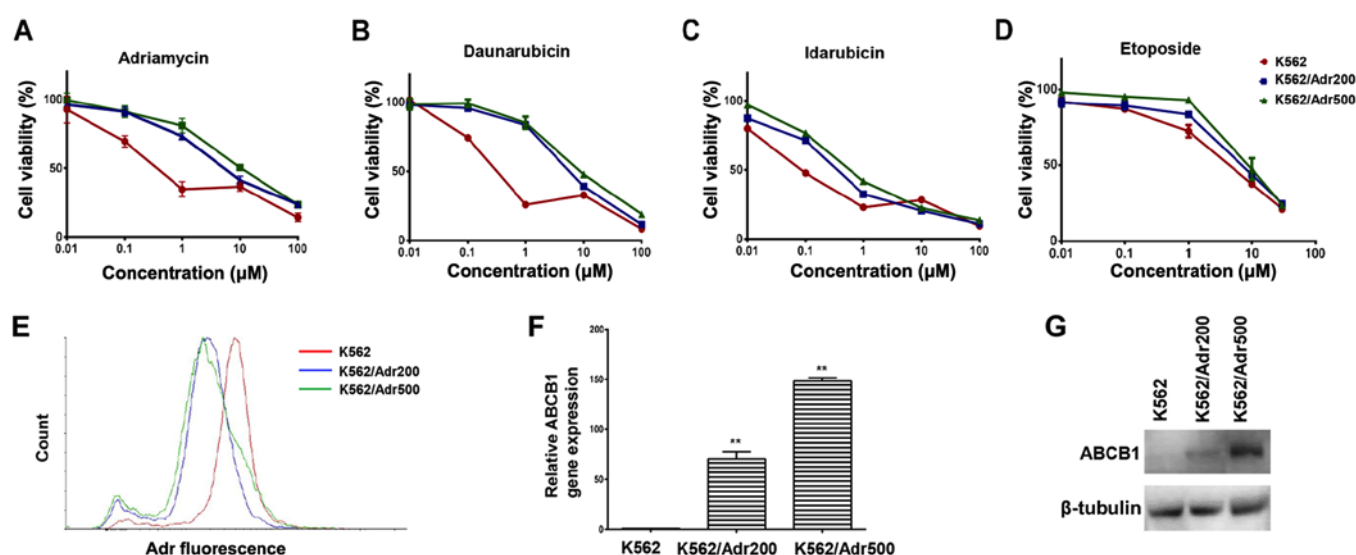 A
Adriamycin
Cell viability (%)
100
50
0
0.01 0.1 1 10 100
Concentration (μM)
B
Daunarubicin
Cell viability (%)
100
50
0
0.01 0.1 1 10 100
Concentration (μM)
C
Idarubicin
Cell viability (%)
100
50
0
0.01 0.1 1 10 100
Concentration (μM)
D
Etoposide
Cell viability (%)
100
50
0
0.01 0.1 1 10 100
Concentration (μM)
K562
K562/Adr200
K562/Adr500
E
Count
Adr fluorescence
K562
K562/Adr200
K562/Adr500
F
Relative ABCB1
gene expression
200
150
100
50
0
**
**
K562 K562/Adr200 K562/Adr500
G
K562
K562/Adr200
K562/Adr500
ABCB1
β-tubulin